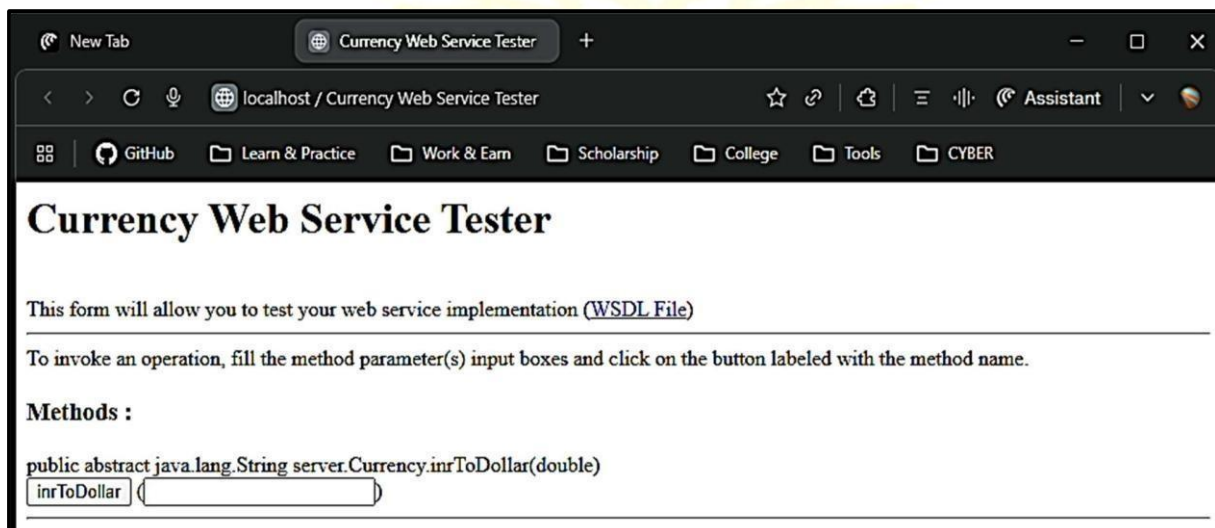 New Tab
Currency Web Service Tester
localhost / Currency Web Service Tester
Assistant
GitHub
Learn & Practice
Work & Earn
Scholarship
College
Tools
CYBER
Currency Web Service Tester
This form will allow you to test your web service implementation (WSDL File)
To invoke an operation, fill the method parameter(s) input boxes and click on the button labeled with the method name.
Methods :
public abstract java.lang.String server.Currency.inrToDollar(double)
inrToDollar ( )